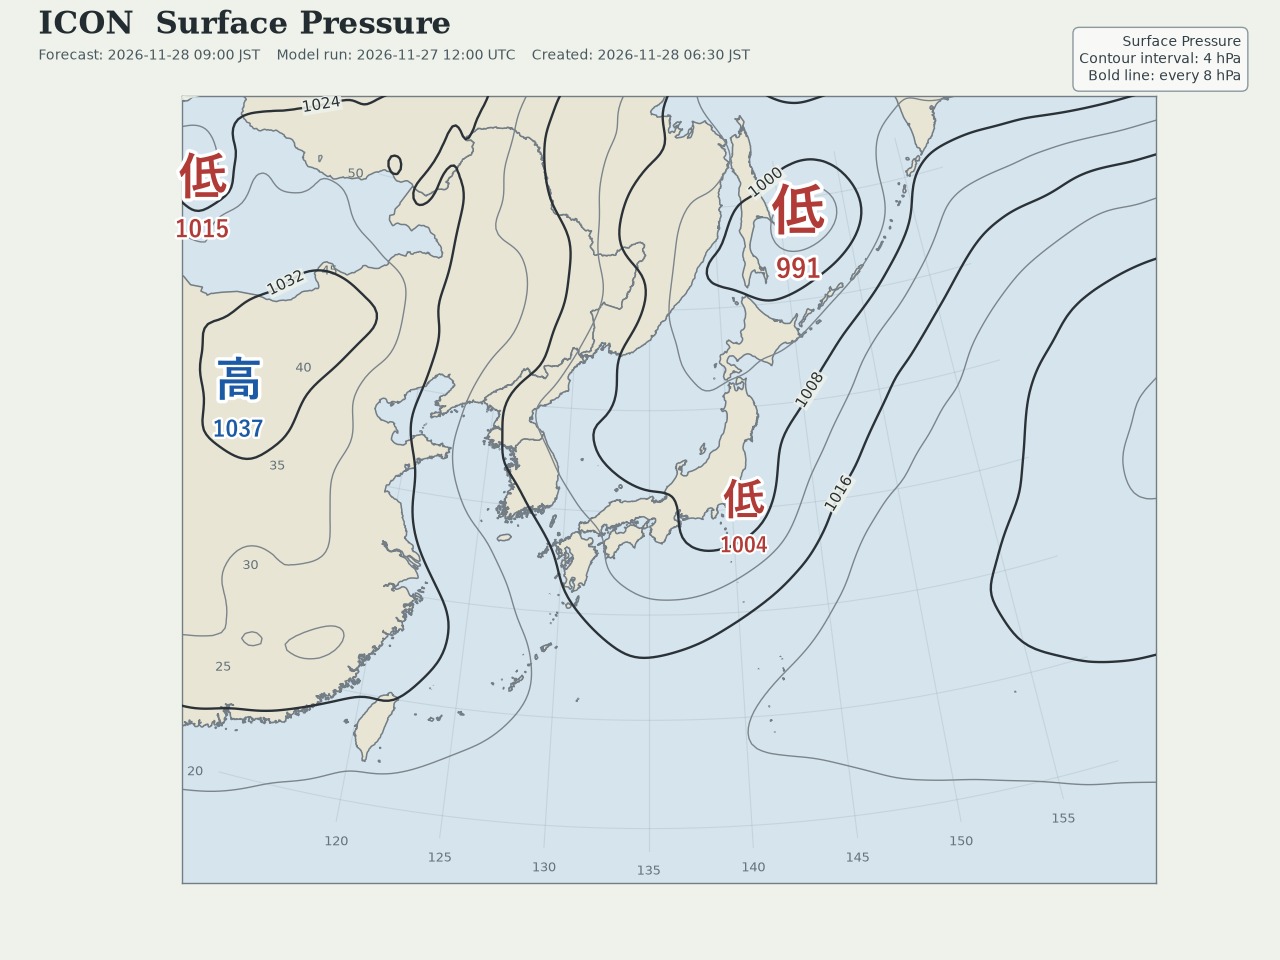 ICON  Surface Pressure
Forecast: 2026-11-28 09:00 JST    Model run: 2026-11-27 12:00 UTC    Created: 2026-11-28 06:30 JST
Surface Pressure
Contour interval: 4 hPa
Bold line: every 8 hPa
1024
50
低
1015
1000
低
991
45
1032
高
1037
40
35
1008
1016
低
1004
30
25
20
120
125
130
135
140
145
150
155